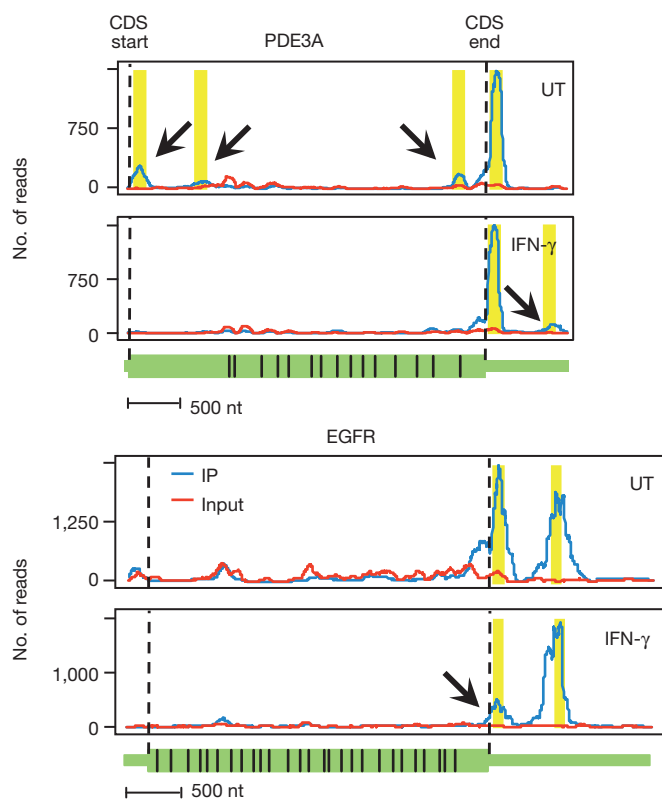 CDS start
PDE3A
CDS end
UT
750
0
No. of reads
IFN-γ
750
0
500 nt
EGFR
IP
Input
UT
1,250
0
No. of reads
IFN-γ
1,000
0
500 nt